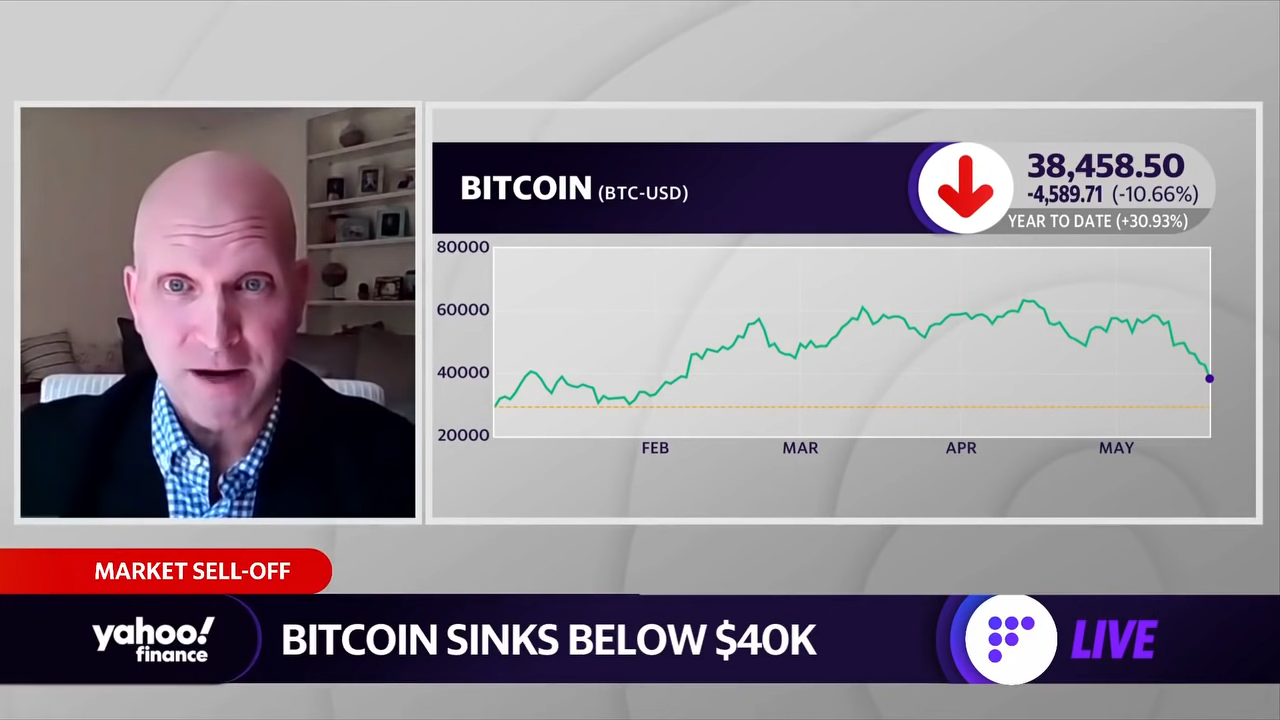 BITCOIN (BTC-USD)
38,458.50
-4,589.71 (-10.66%)
YEAR TO DATE (+30.93%)
80000
60000
40000
20000
FEB MAR APR MAY
MARKET SELL-OFF
yahoo!
finance
BITCOIN SINKS BELOW $40K
LIVE